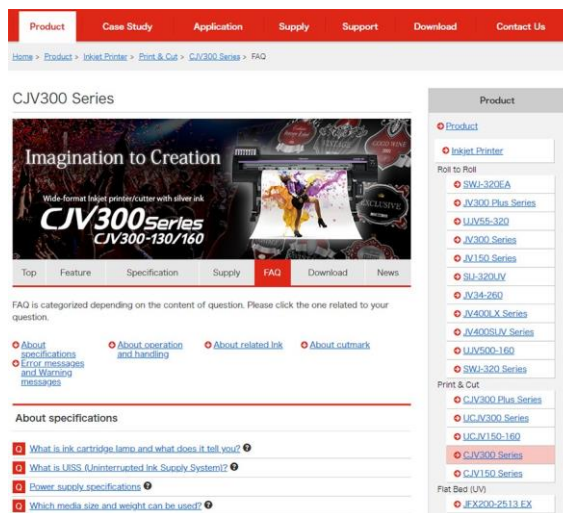 Product Case Study Application Supply Support Download Contact Us
Home > Product > Inkjet Printer > Print & Cut > CJV300 Series > FAQ
CJV300 Series
Imagination to Creation
Wide-format Inkjet printer/cutter with silver ink
CJV300Series
CJV300-130/160
GOOD WINE
EXCLUSIVE
Top Feature Specification Supply FAQ Download News
FAQ is categorized depending on the content of question. Please click the one related to your
question.
About
specifications
About operation
and handling
About related Ink
About cutmark
Error messages
and Warning
messages
About specifications
Q What is ink cartridge lamp and what does it tell you?
Q What is UISS (Uninterrupted Ink Supply System)?
Q Power supply specifications
Q Which media size and weight can be used?
Product
Product
Inkjet Printer
Roll to Roll
SWJ-320EA
JV300 Plus Series
UJV55-320
JV300 Series
JV150 Series
SIJ-320UV
JV34-260
JV400LX Series
JV400SUV Series
UJV500-160
SWJ-320 Series
Print & Cut
CJV300 Plus Series
UCJV300 Series
UCJV150-160
CJV300 Series
CJV150 Series
Flat Bed (UV)
JFX200-2513 EX